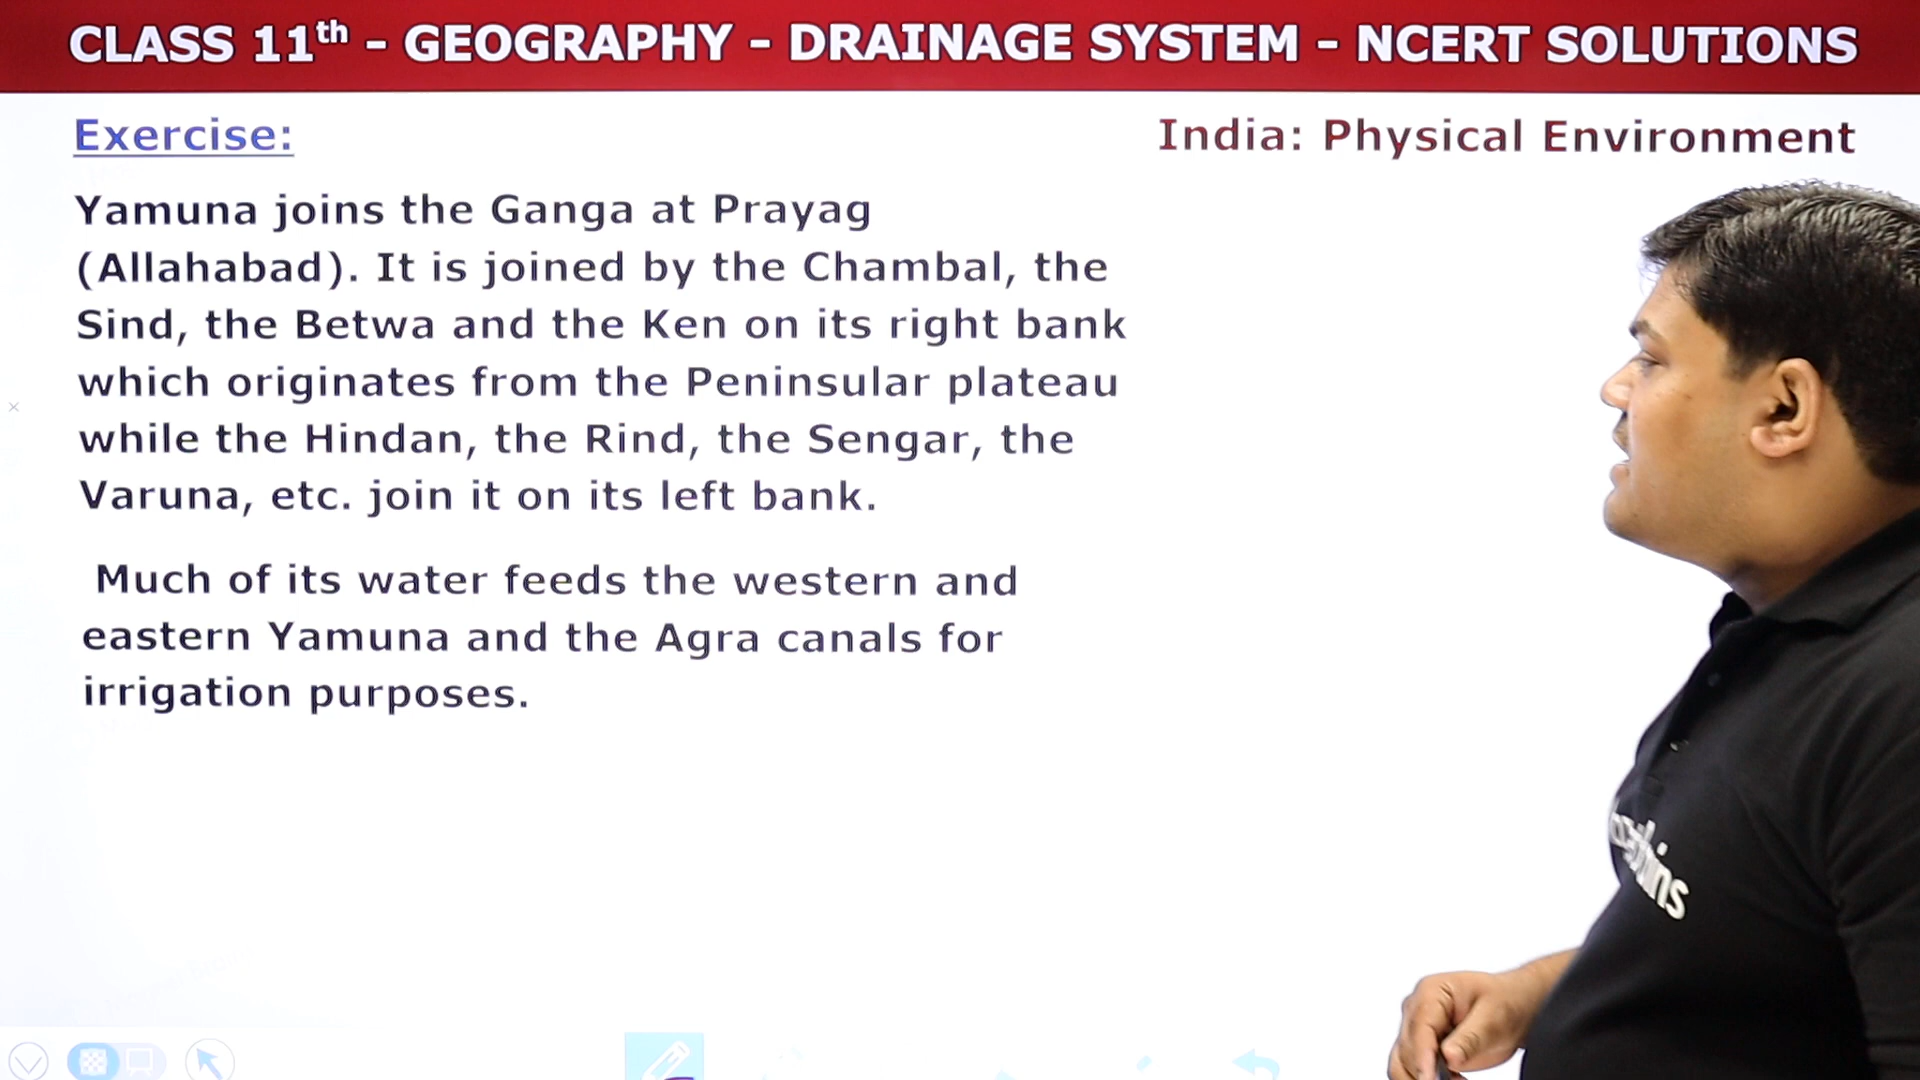 CLASS 11th - GEOGRAPHY - DRAINAGE SYSTEM - NCERT SOLUTIONS
Exercise:
India: Physical Environment
Yamuna joins the Ganga at Prayag
(Allahabad). It is joined by the Chambal, the
Sind, the Betwa and the Ken on its right bank
which originates from the Peninsular plateau
while the Hindan, the Rind, the Sengar, the
Varuna, etc. join it on its left bank.
Much of its water feeds the western and
eastern Yamuna and the Agra canals for
irrigation purposes.